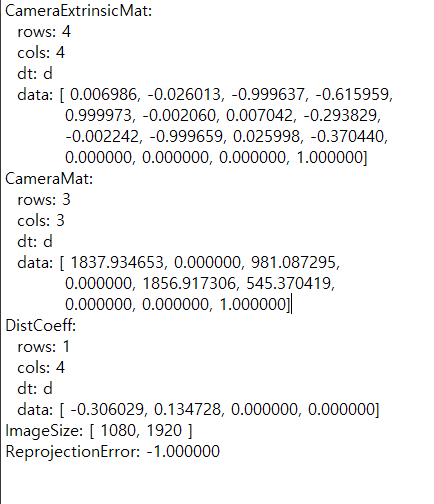 CameraExtrinsicMat:
rows: 4
cols: 4
dt: d
data: [ 0.006986, -0.026013, -0.999637, -0.615959,
0.999973, -0.002060, 0.007042, -0.293829,
-0.002242, -0.999659, 0.025998, -0.370440,
0.000000, 0.000000, 0.000000, 1.000000]
CameraMat:
rows: 3
cols: 3
dt: d
data: [ 1837.934653, 0.000000, 981.087295,
0.000000, 1856.917306, 545.370419,
0.000000, 0.000000, 1.000000]
DistCoeff:
rows: 1
cols: 4
dt: d
data: [ -0.306029, 0.134728, 0.000000, 0.000000]
ImageSize: [ 1080, 1920 ]
ReprojectionError: -1.000000